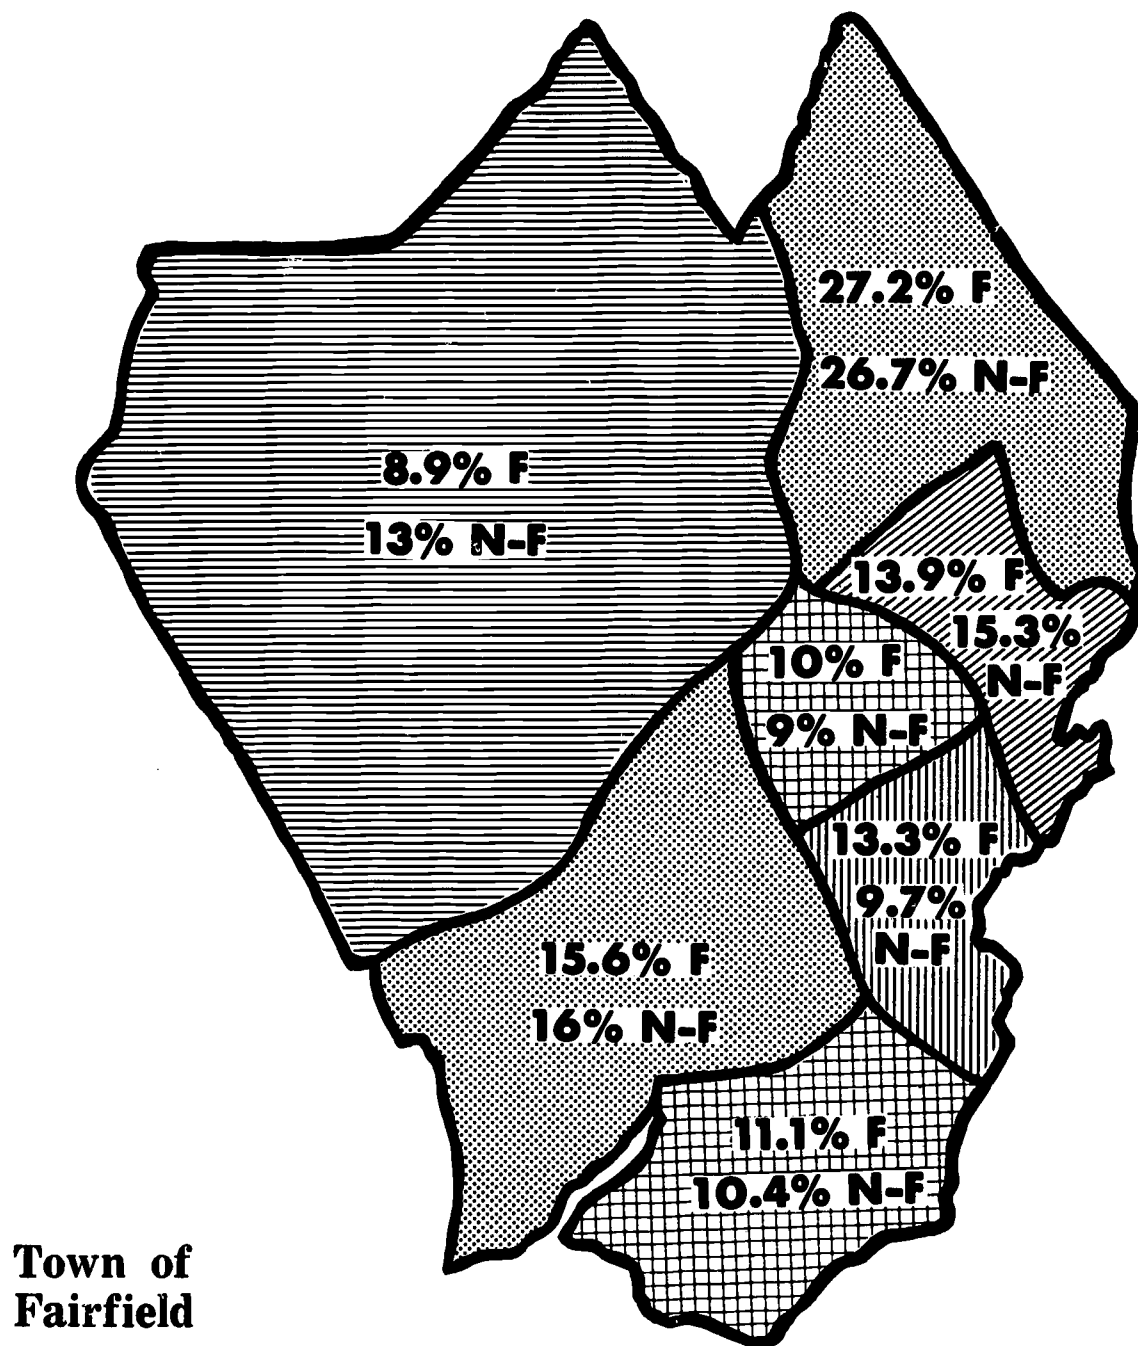 27.2% F
26.7% N-F
8.9% F
13% N-F
13.9% F
15.3%
N-F
10% F
9% N-F
13.3% F
9.7%
N-F
15.6% F
16% N-F
11.1% F
10.4% N-F
Town of
Fairfield